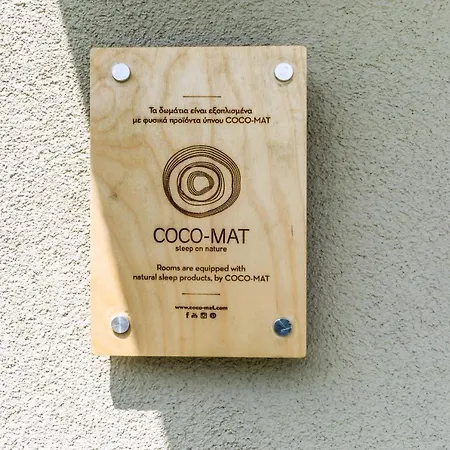 Τα δωμάτια είναι εξοπλισμένα
με φυσικά προϊόντα ύπνου COCO-MAT
COCO-MAT
sleep on nature
Rooms are equipped with
natural sleep products, by COCO-MAT
www.coco-mat.com